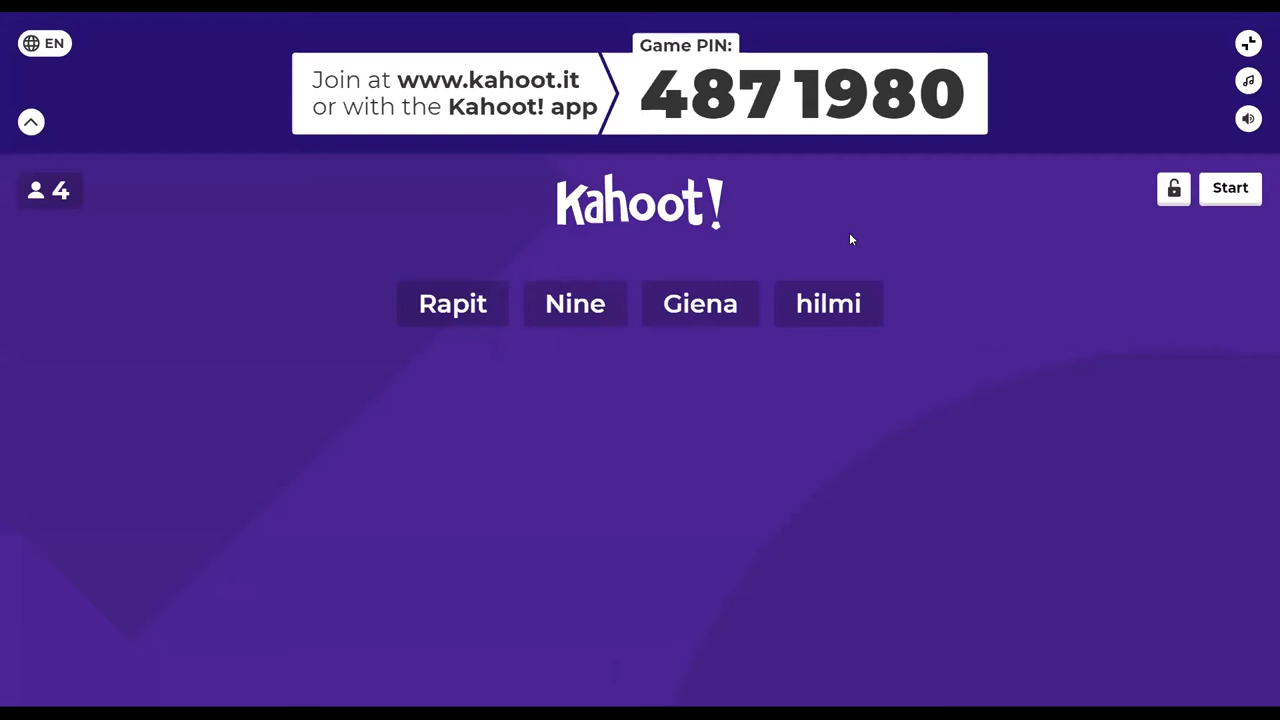 EN
Join at www.kahoot.it
or with the Kahoot! app
Game PIN:
487 1980
4
Kahoot!
Start
Rapit
Nine
Giena
hilmi